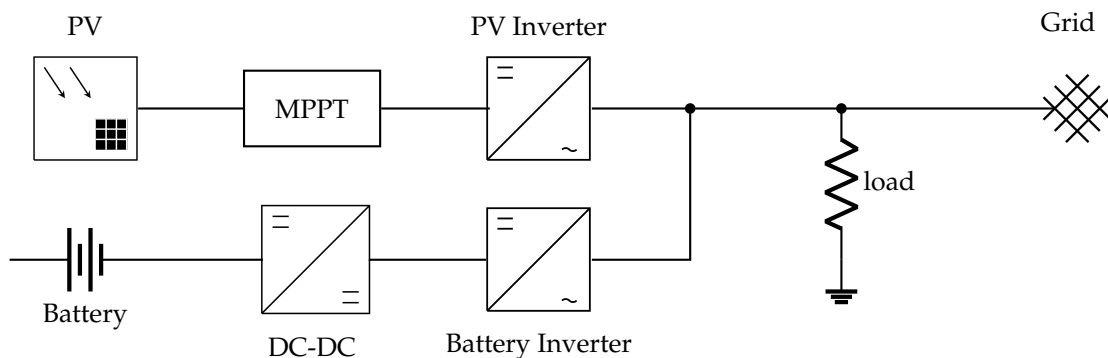 PV
PV Inverter
Grid
MPPT
~
load
~
Battery
DC-DC
Battery Inverter